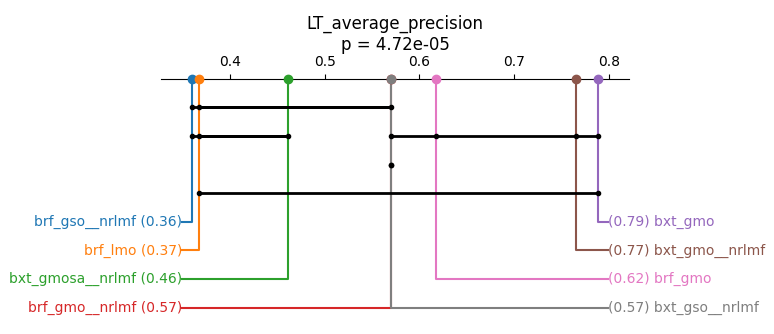 LT_average_precision
p = 4.72e-05
0.4 0.5 0.6 0.7 0.8
brf_gso__nrlmf (0.36) (0.79) bxt_gmo
brf_lmo (0.37) (0.77) bxt_gmo__nrlmf
bxt_gmosa__nrlmf (0.46) (0.62) brf_gmo
brf_gmo__nrlmf (0.57) (0.57) bxt_gso__nrlmf